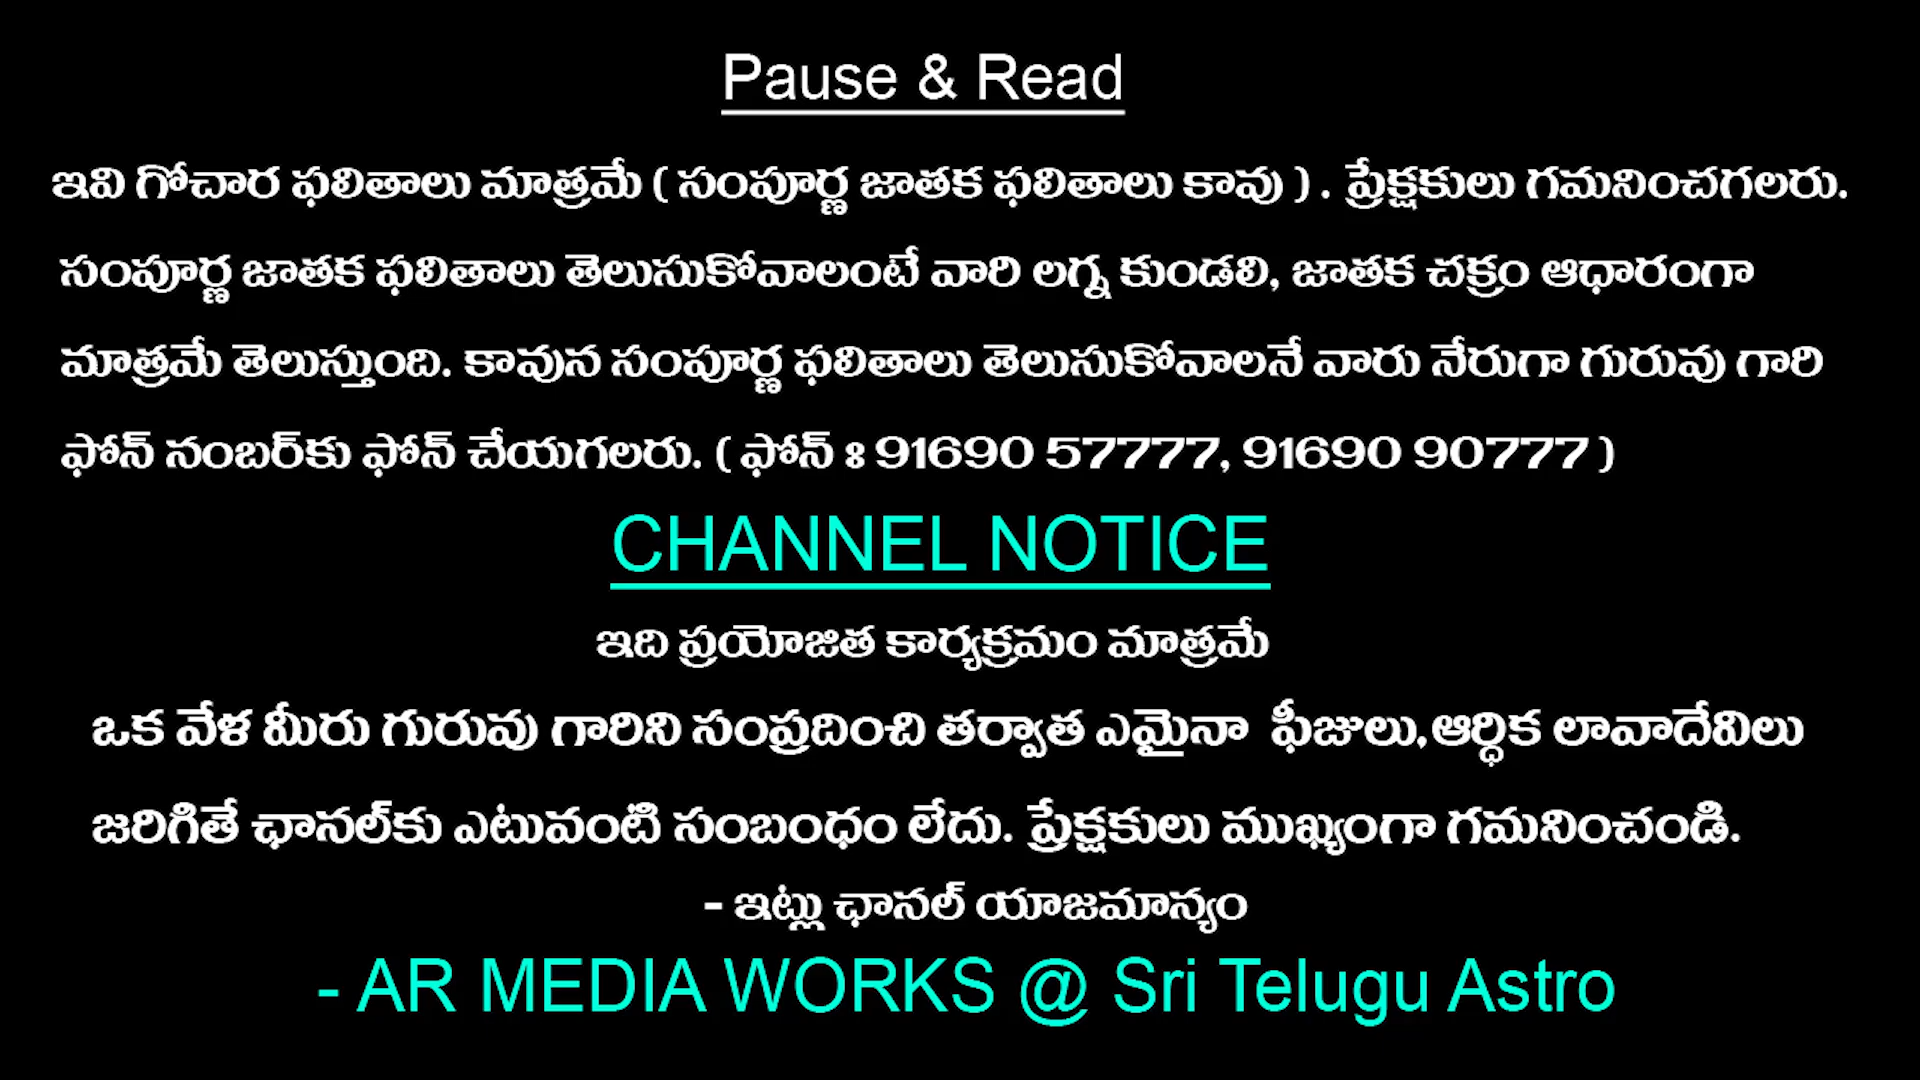 Pause & Read
ఇవి గోచార ఫలితాలు మాత్రమే ( సంపూర్ణ జాతక ఫలితాలు కావు ) . ప్రేక్షకులు గమనించగలరు.
సంపూర్ణ జాతక ఫలితాలు తెలుసుకోవాలంటే వారి లగ్న కుండలి, జాతక చక్రం ఆధారంగా
మాత్రమే తెలుస్తుంది. కావున సంపూర్ణ ఫలితాలు తెలుసుకోవాలనే వారు నేరుగా గురువు గారి
ఫోన్ నంబర్‌కు ఫోన్ చేయగలరు. ( ఫోన్ ః 91690 57777, 91690 90777 )
CHANNEL NOTICE
ఇది ప్రయోజిత కార్యక్రమం మాత్రమే
ఒక వేళ మీరు గురువు గారిని సంప్రదించి తర్వాత ఎమైనా ఫీజులు,ఆర్ధిక లావాదేవిలు
జరిగితే ఛానల్‌కు ఎటువంటి సంబంధం లేదు. ప్రేక్షకులు ముఖ్యంగా గమనించండి.
- ఇట్లు ఛానల్ యాజమాన్యం
- AR MEDIA WORKS @ Sri Telugu Astro